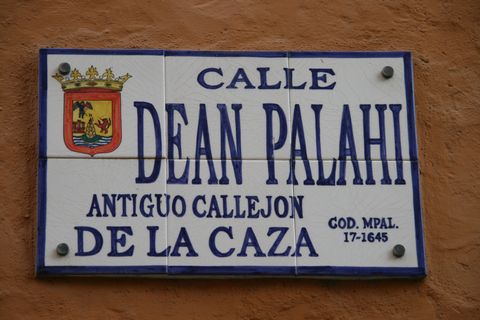 CALLE
DEAN PALAHI
ANTIGUO CALLEJON
DE LA CAZA
COD. MPAL.
17-1645